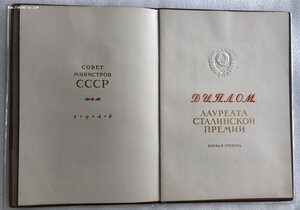 СОВЕТ
МИНИСТРОВ
СССР
1946
ДИПЛОМ
ЛАУРЕАТА
СТАЛИНСКОЙ
ПРЕМИИ
ПЕРВАЯ СТЕПЕНЬ